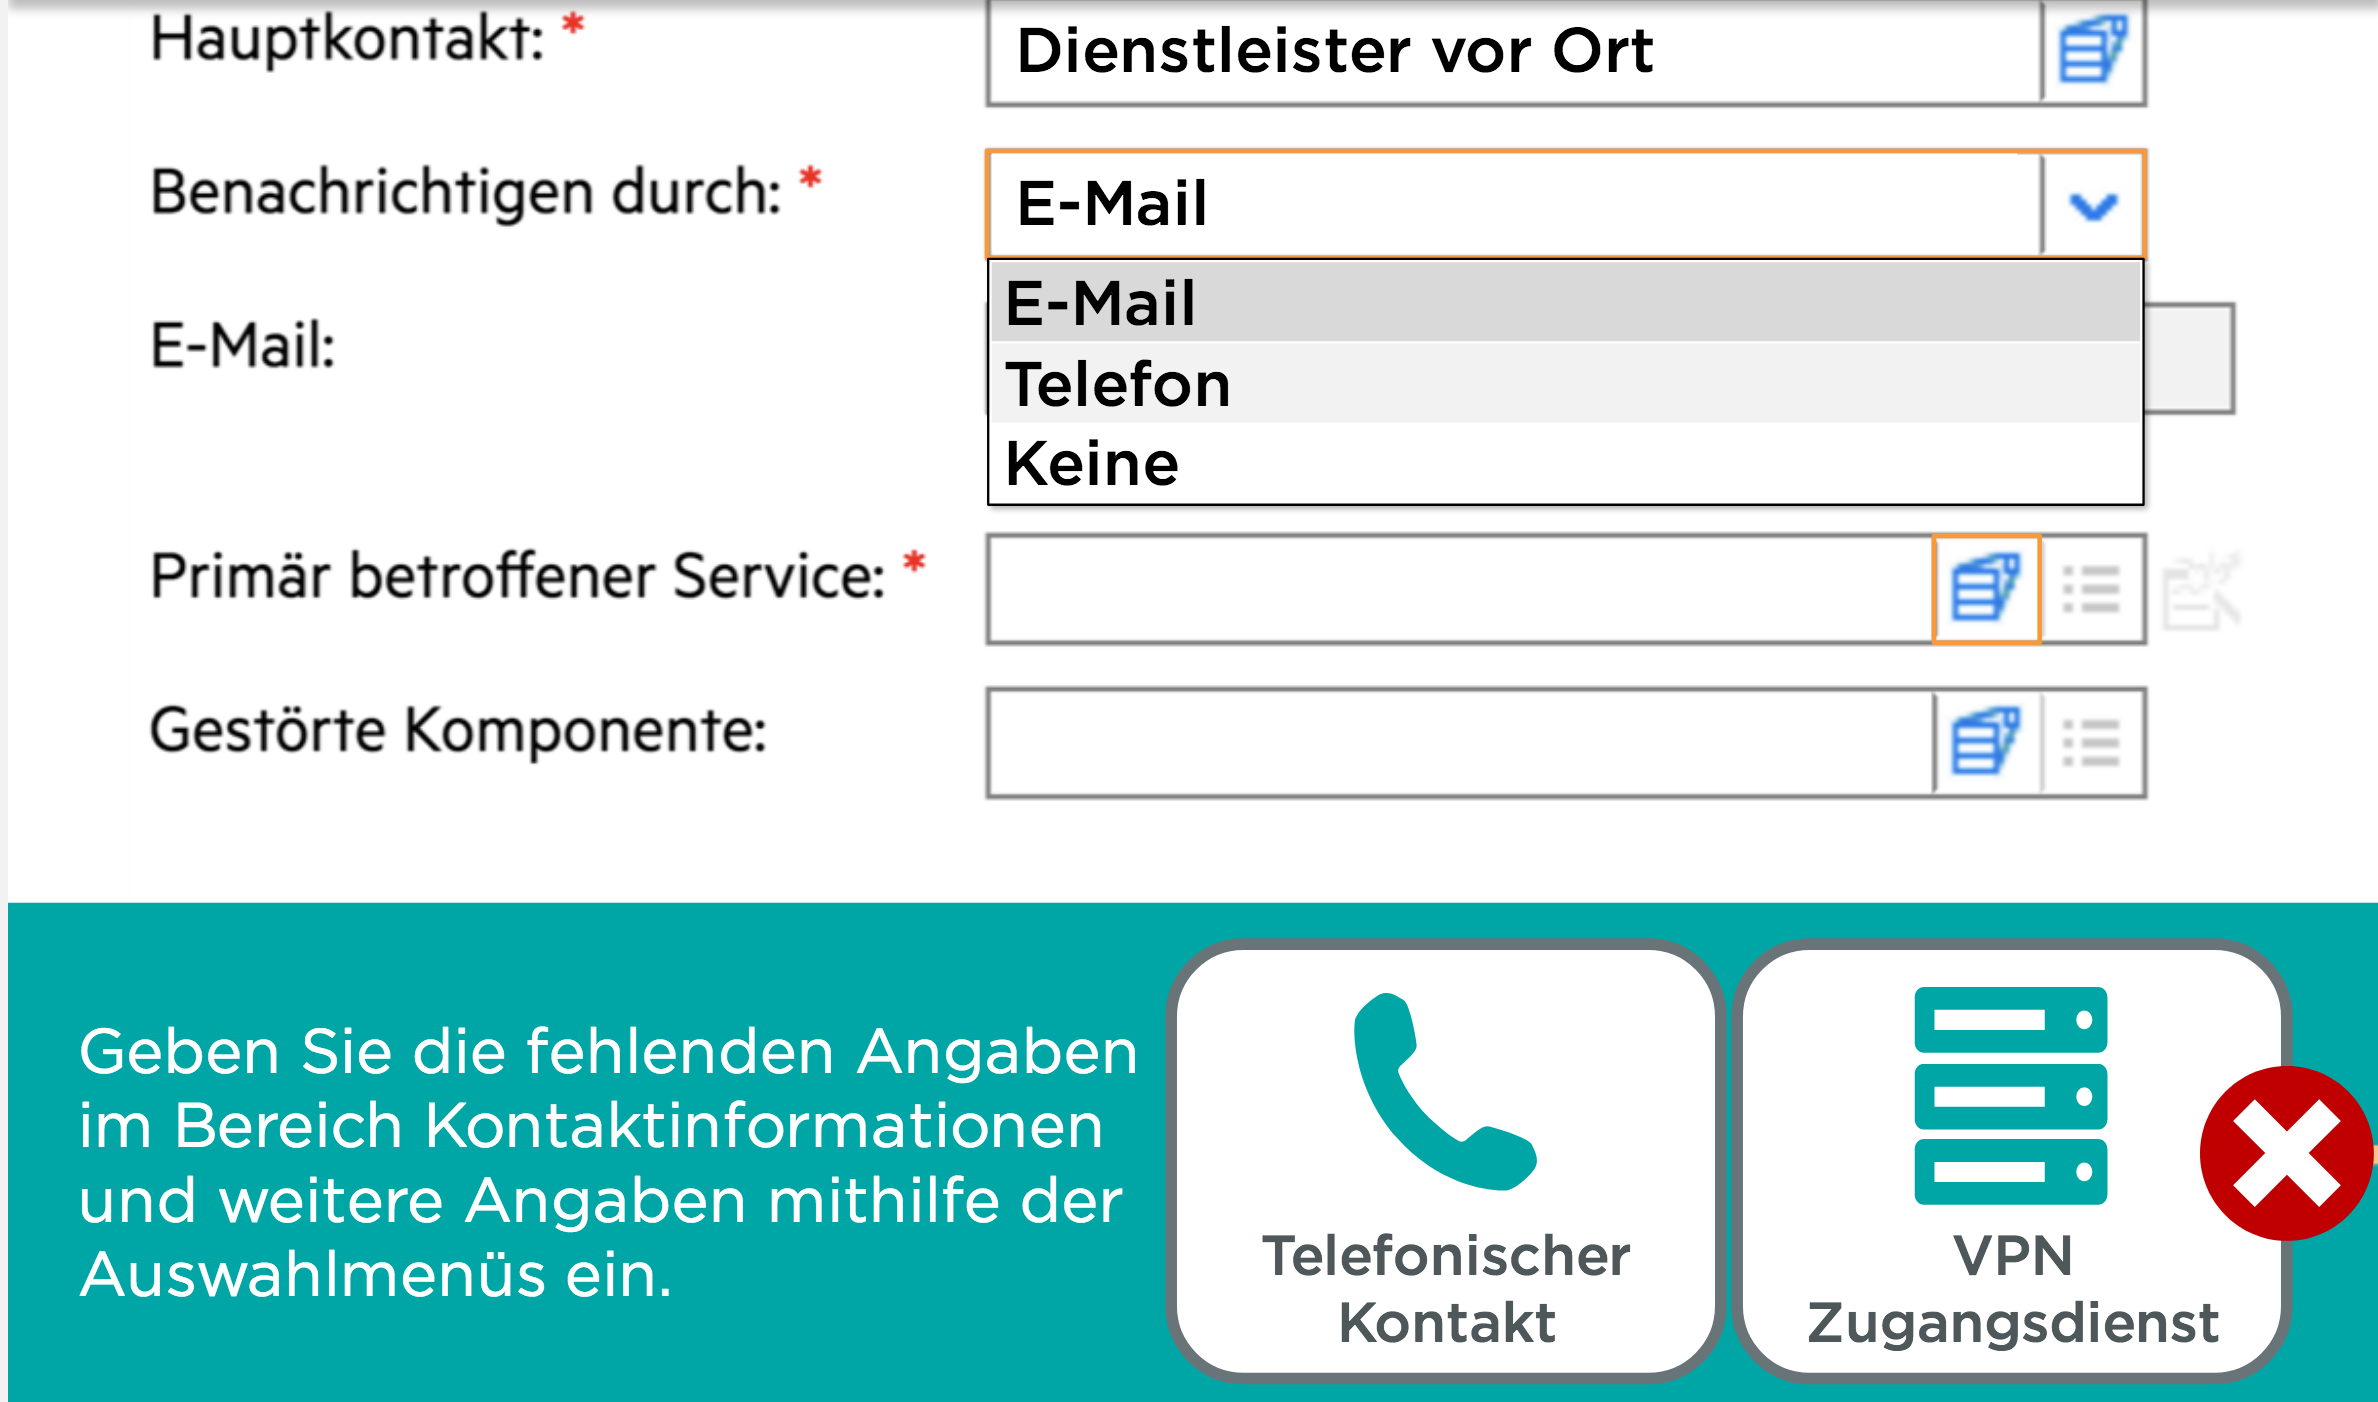 Hauptkontakt: * Dienstleister vor Ort
Benachrichtigen durch: * E-Mail
E-Mail
E-Mail:
Telefon
Keine
Primär betroffener Service: *
Gestörte Komponente:
Geben Sie die fehlenden Angaben
im Bereich Kontaktinformationen
und weitere Angaben mithilfe der
Auswahlmenüs ein.
Telefonischer
Kontakt
VPN
Zugangsdienst